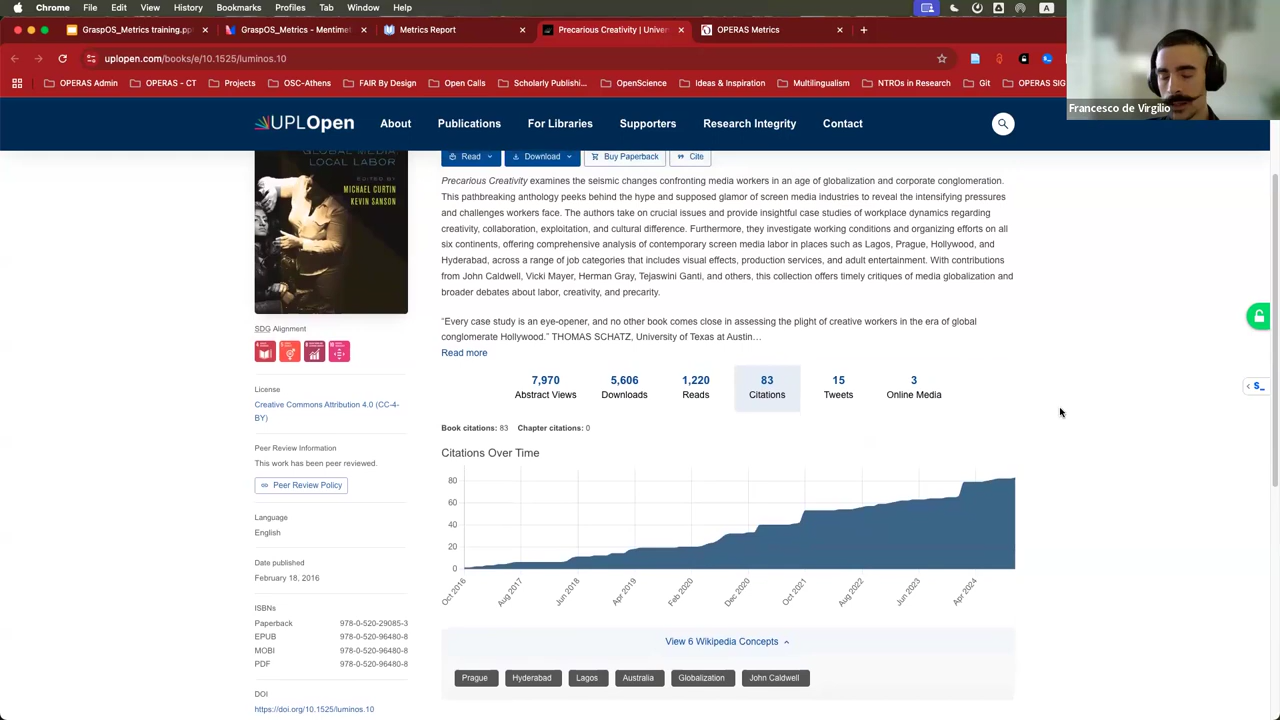 Chrome File Edit View History Bookmarks Profiles Tab Window Help
GraspOS_Metrics training.pp
GraspOS_Metrics - Mentimet
Metrics Report
Precarious Creativity | Univer
OPERAS Metrics
uplopen.com/books/e/10.1525/luminos.10
OPERAS Admin
OPERAS - CT
Projects
OSC-Athens
FAIR By Design
Open Calls
Scholarly Publishi...
OpenScience
Ideas & Inspiration
Multilingualism
NTROs in Research
Git
OPERAS SIG
Francesco de Virgilio
UPLOpen
About
Publications
For Libraries
Supporters
Research Integrity
Contact
GLOBAL MEDIA,
LOCAL LABOR
EDITED BY
MICHAEL CURTIN
KEVIN SANSON
Read
Download
Buy Paperback
Cite
Precarious Creativity examines the seismic changes confronting media workers in an age of globalization and corporate conglomeration.
This pathbreaking anthology peeks behind the hype and supposed glamor of screen media industries to reveal the intensifying pressures
and challenges workers face. The authors take on crucial issues and provide insightful case studies of workplace dynamics regarding
creativity, collaboration, exploitation, and cultural difference. Furthermore, they investigate working conditions and organizing efforts on all
six continents, offering comprehensive analysis of contemporary screen media labor in places such as Lagos, Prague, Hollywood, and
Hyderabad, across a range of job categories that includes visual effects, production services, and adult entertainment. With contributions
from John Caldwell, Vicki Mayer, Herman Gray, Tejaswini Ganti, and others, this collection offers timely critiques of media globalization and
broader debates about labor, creativity, and precarity.
“Every case study is an eye-opener, and no other book comes close in assessing the plight of creative workers in the era of global
conglomerate Hollywood.” THOMAS SCHATZ, University of Texas at Austin…
Read more
SDG Alignment
License
Creative Commons Attribution 4.0 (CC-4-
BY)
Peer Review Information
This work has been peer reviewed.
Peer Review Policy
Language
English
Date published
February 18, 2016
ISBNs
Paperback 978-0-520-29085-3
EPUB 978-0-520-96480-8
MOBI 978-0-520-96480-8
PDF 978-0-520-96480-8
DOI
https://doi.org/10.1525/luminos.10
7,970
Abstract Views
5,606
Downloads
1,220
Reads
83
Citations
15
Tweets
3
Online Media
Book citations: 83 Chapter citations: 0
Citations Over Time
80
60
40
20
0
Oct 2016
Aug 2017
Jun 2018
Apr 2019
Feb 2020
Dec 2020
Oct 2021
Aug 2022
Jun 2023
Apr 2024
View 6 Wikipedia Concepts
Prague
Hyderabad
Lagos
Australia
Globalization
John Caldwell
S_